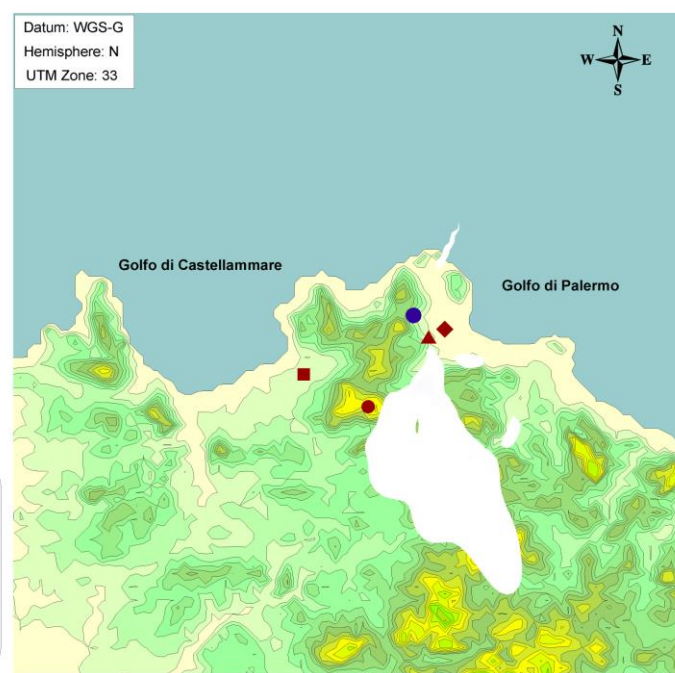 Datum: WGS-G
Hemisphere: N
UTM Zone: 33
N
W E
S
Golfo di Castellammare
Golfo di Palermo